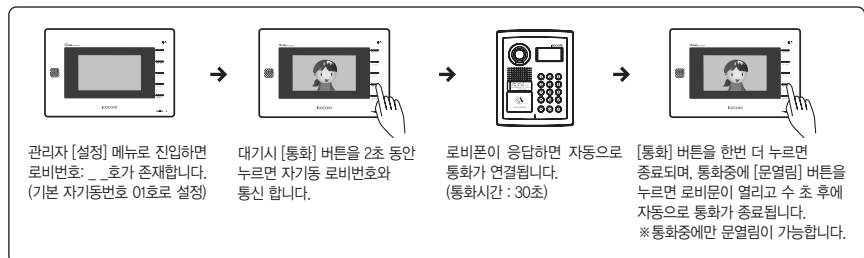 kocom
kocom
kocom
kocom
관리자 [설정] 메뉴로 진입하면
로비번호: _ _호가 존재합니다.
(기본 자기동번호 01호로 설정)
대기시 [통화] 버튼을 2초 동안
누르면 자기동 로비번호와
통신 합니다.
로비폰이 응답하면 자동으로
통화가 연결됩니다.
(통화시간 : 30초)
[통화] 버튼을 한번 더 누르면
종료되며, 통화중에 [문열림] 버튼을
누르면 로비문이 열리고 수 초 후에
자동으로 통화가 종료됩니다.
※통화중에만 문열림이 가능합니다.